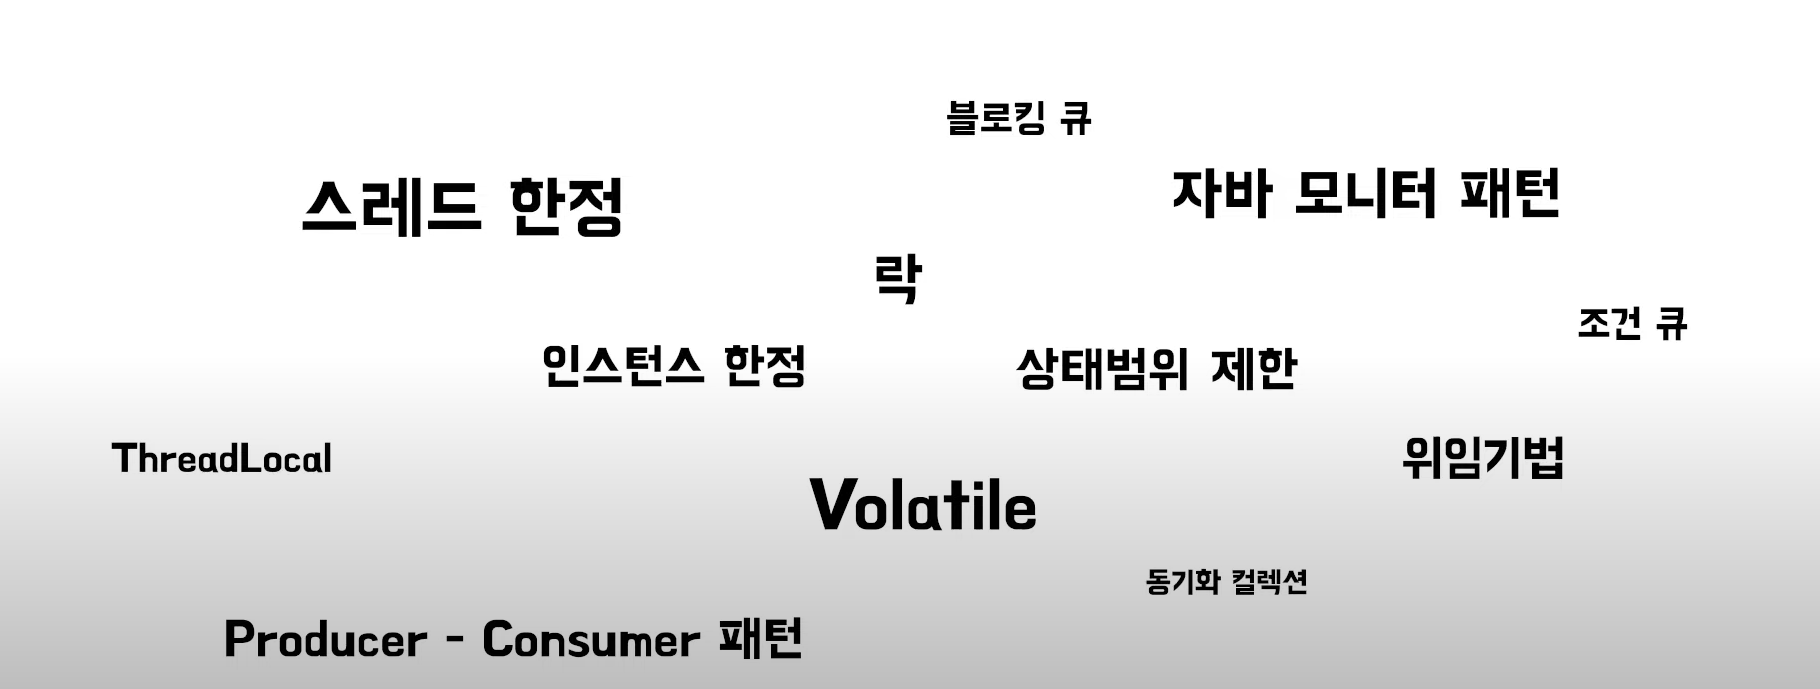 블로킹 큐
스레드 한정
자바 모니터 패턴
락
조건 큐
인스턴스 한정
상태범위 제한
ThreadLocal
위임기법
Volatile
동기화 컬렉션
Producer - Consumer 패턴